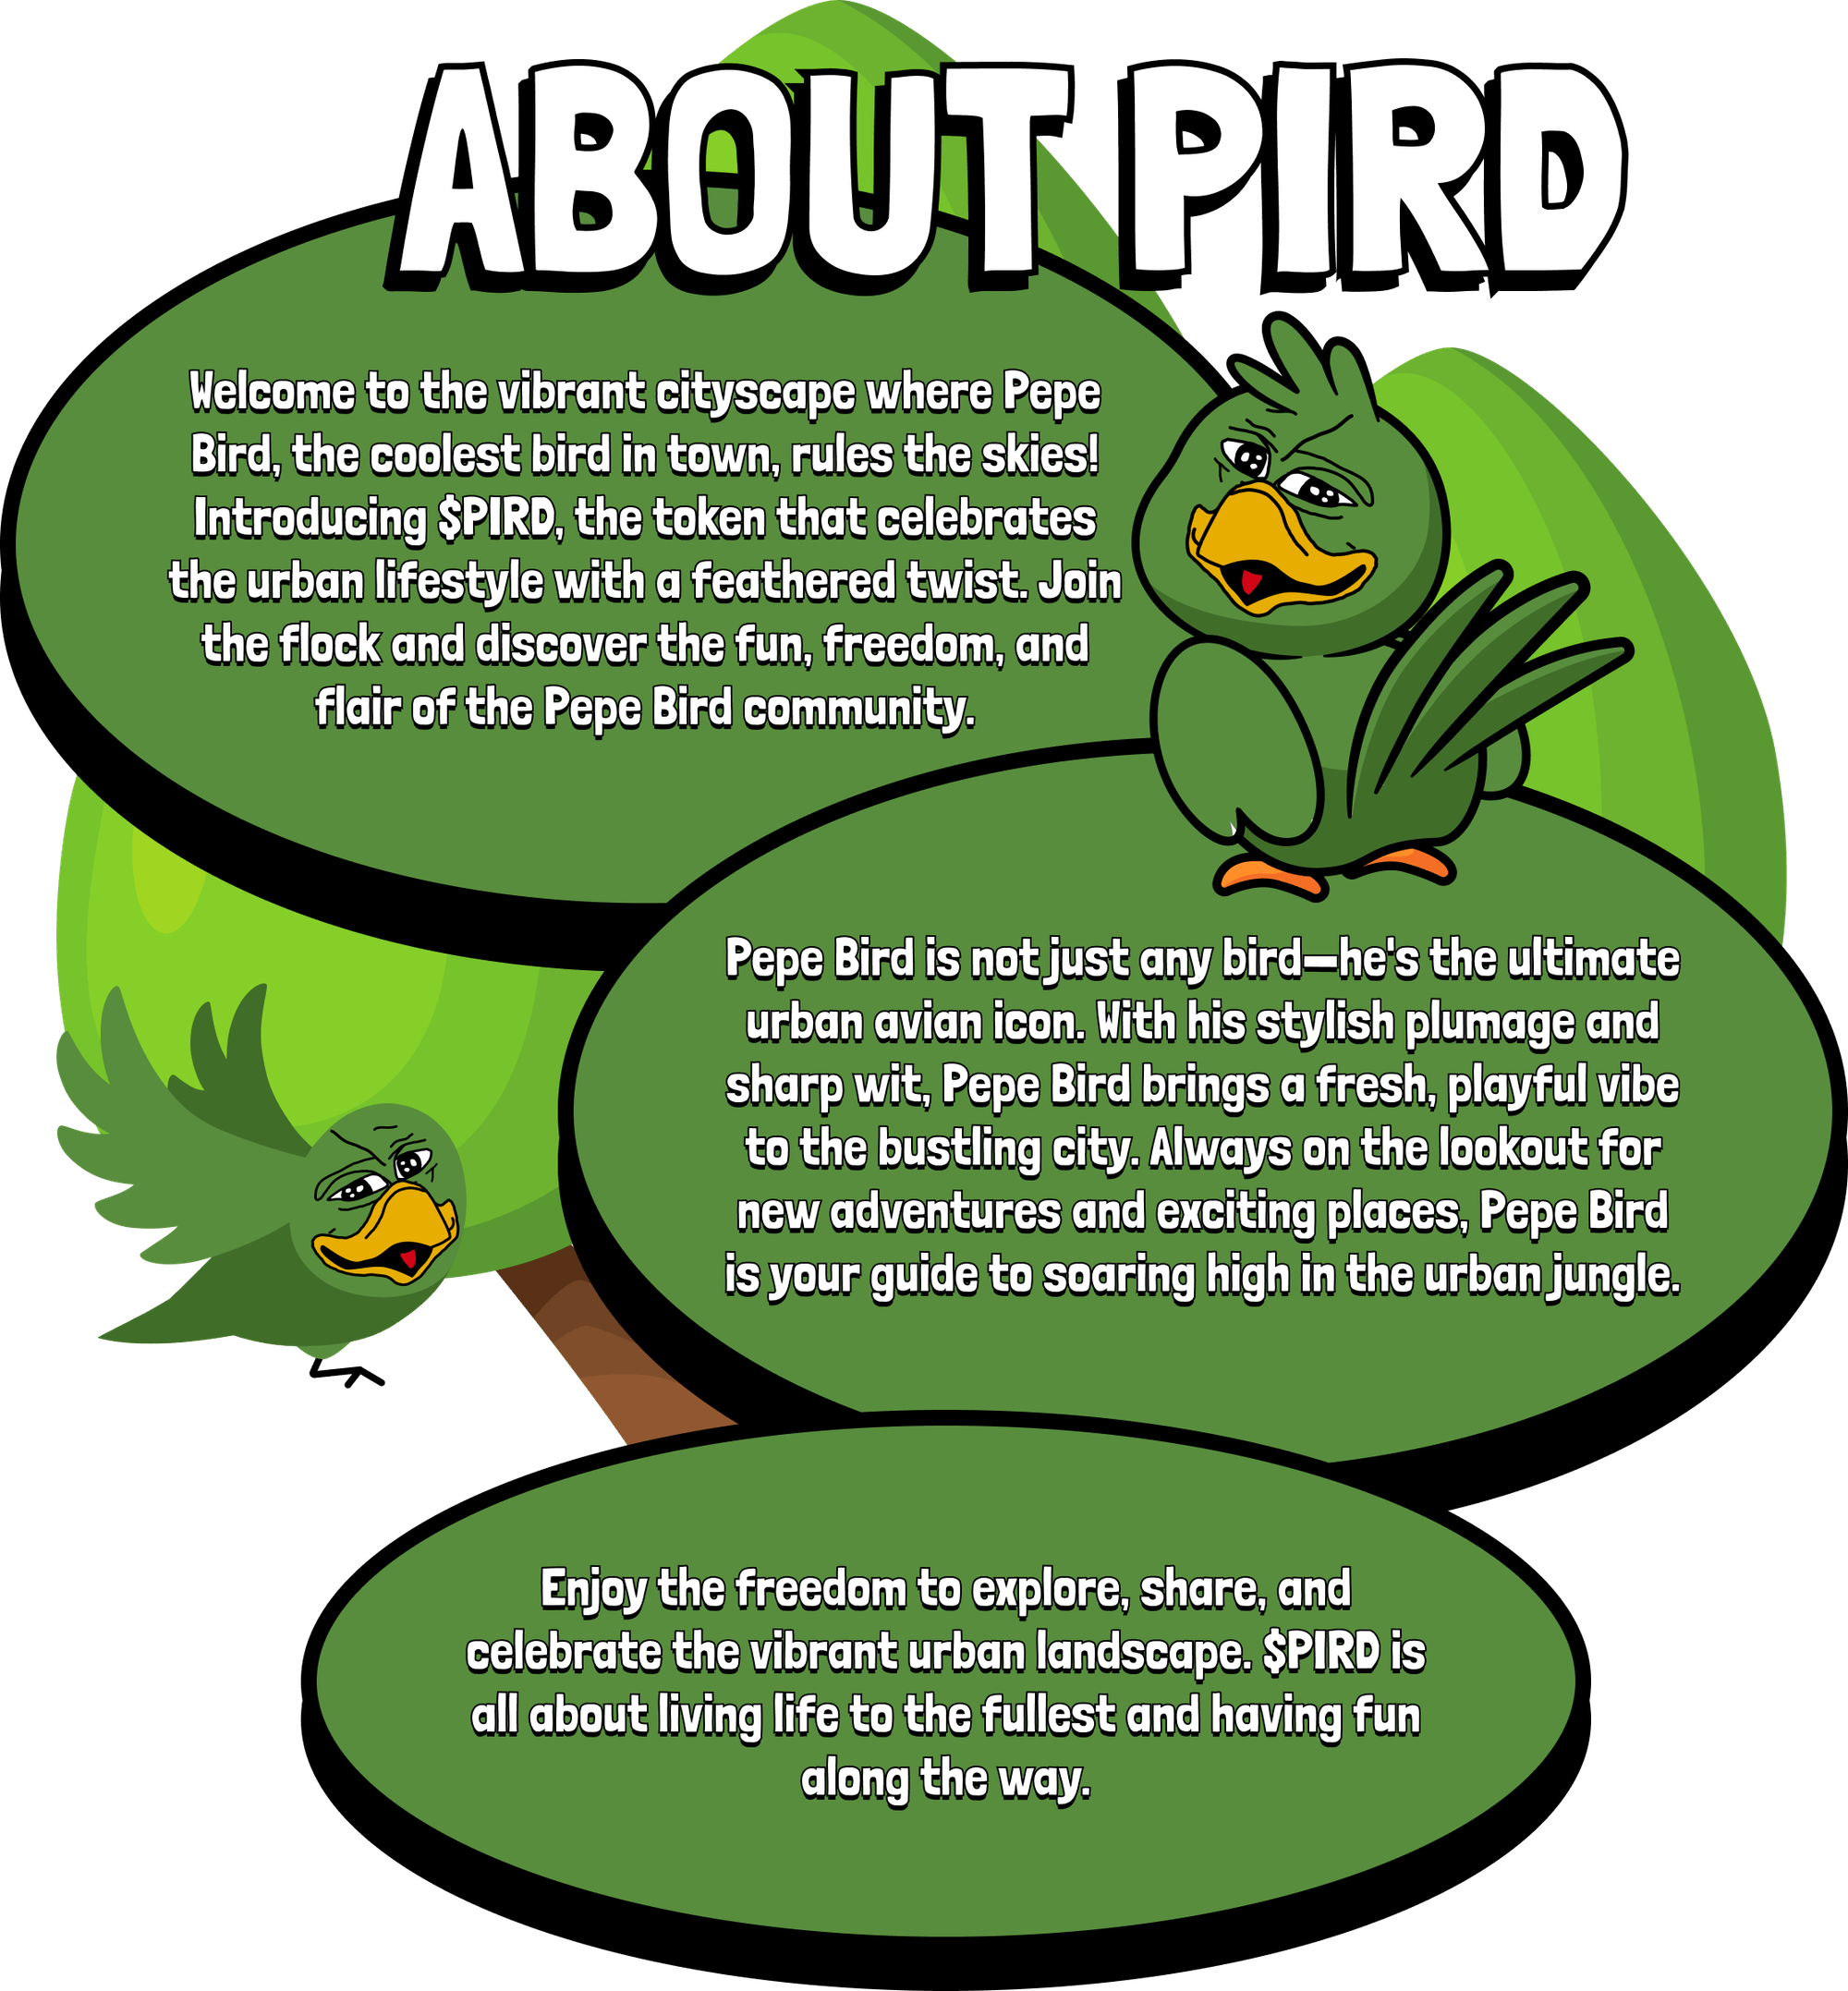 ABOUT PIRD
Welcome to the vibrant cityscape where Pepe
Bird, the coolest bird in town, rules the skies!
Introducing $PIRD, the token that celebrates
the urban lifestyle with a feathered twist. Join
the flock and discover the fun, freedom, and
flair of the Pepe Bird community.
Pepe Bird is not just any bird—he's the ultimate
urban avian icon. With his stylish plumage and
sharp wit, Pepe Bird brings a fresh, playful vibe
to the bustling city. Always on the lookout for
new adventures and exciting places, Pepe Bird
is your guide to soaring high in the urban jungle.
Enjoy the freedom to explore, share, and
celebrate the vibrant urban landscape. $PIRD is
all about living life to the fullest and having fun
along the way.